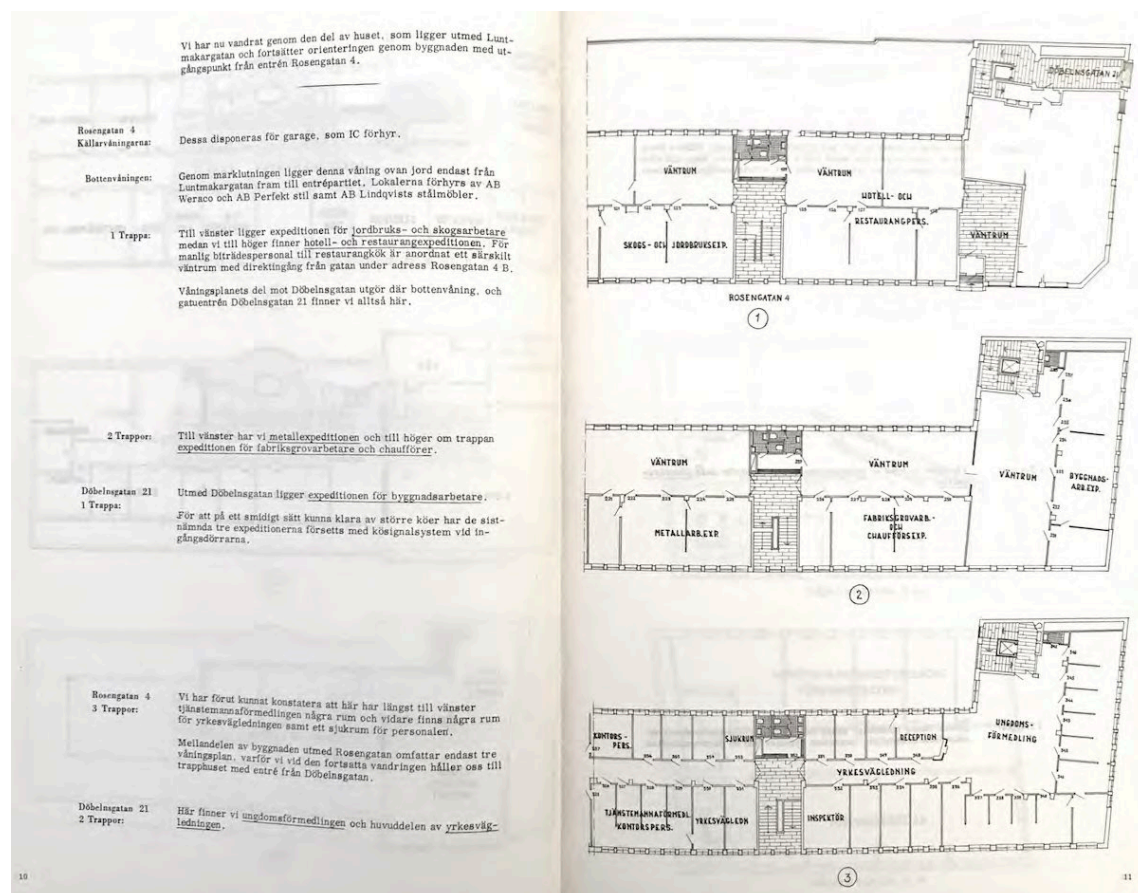 Vi har nu vandrat genom den del av huset, som ligger utmed Lunt-
makargatan och fortsätter orienteringen genom byggnaden med ut-
gångspunkt från entrén Rosengatan 4.
Rosengatan 4
Källarvåningarna:
Dessa disponeras för garage, som IC förhyr.
Bottenvåningen:
Genom marklutningen ligger denna våning ovan jord endast från
Luntmakargatan fram till entrépartiet. Lokalerna förhyrs av AB
Weraco och AB Perfekt stil samt AB Lindqvists stålmöbler.
1 Trappa:
Till vänster ligger expeditionen för jordbruks- och skogsarbetare
medan vi till höger finner hotell- och restaurangexpeditionen. För
manlig biträdespersonal till restaurangkök är anordnat ett särskilt
väntrum med direktingång från gatan under adress Rosengatan 4 B.
Våningsplanets del mot Döbelnsgatan utgör där bottenvåning, och
gatuentrén Döbelnsgatan 21 finner vi alltså här.
2 Trappor:
Till vänster har vi metallexpeditionen och till höger om trappan
expeditionen för fabriksgrovarbetare och chaufförer.
Döbelnsgatan 21
1 Trappa:
Utmed Döbelnsgatan ligger expeditionen för byggnadsarbetare.
För att på ett smidigt sätt kunna klara av större köer har de sist-
nämnda tre expeditionerna försetts med kösignalsystem vid in-
gångsdörrarna.
Rosengatan 4
3 Trappor:
Vi har förut kunnat konstatera att här har längst till vänster
tjänstemannaförmedlingen några rum och vidare finns några rum
för yrkesvägledningen samt ett sjukrum för personalen.
Mellandelen av byggnaden utmed Rosengatan omfattar endast tre
våningsplan, varför vi vid den fortsatta vandringen håller oss till
trapphuset med entré från Döbelnsgatan.
Döbelnsgatan 21
2 Trappor:
Här finner vi ungdomsförmedlingen och huvuddelen av yrkesväg-
ledningen.
10
DÖBELNSGATAN 21
VÄNTRUM
VÄNTRUM
HOTELL- OCH
RESTAURANGPERS.
SKOGS- OCH JORDBRUKSEXP.
VÄNTRUM
ROSENGATAN 4
1
VÄNTRUM
VÄNTRUM
VÄNTRUM
BYGGNADS-
ARB.EXP.
METALLARB.EXP.
FABRIKSGROVARB.-
OCH
CHAUFFÖRSEXP.
2
KONTORS-
PERS.
SJUKRUM
RECEPTION
UNGDOMS-
FÖRMEDLING
YRKESVÄGLEDNING
TJÄNSTEMANNAFÖRMEDL.
KONTORSPERS.
YRKESVÄGLEDN
INSPEKTÖR
3
11